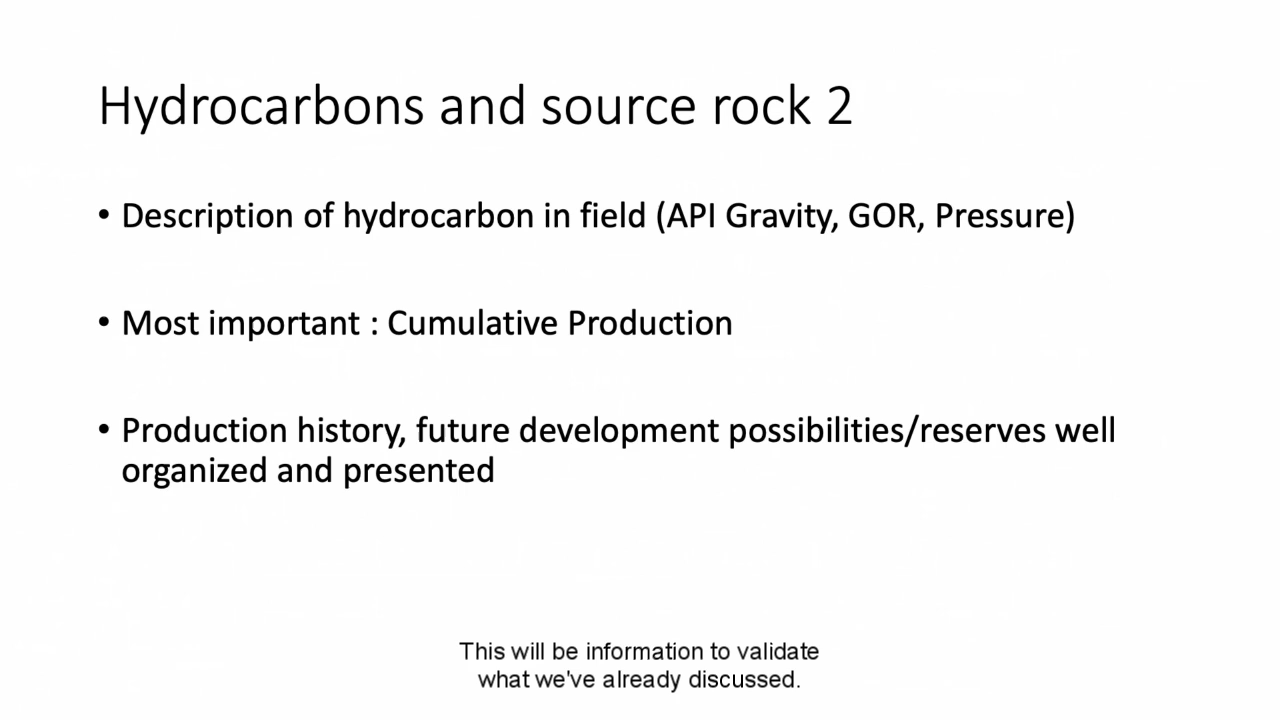 Hydrocarbons and source rock 2
• Description of hydrocarbon in field (API Gravity, GOR, Pressure)
• Most important : Cumulative Production
• Production history, future development possibilities/reserves well
organized and presented
This will be information to validate
what we've already discussed.